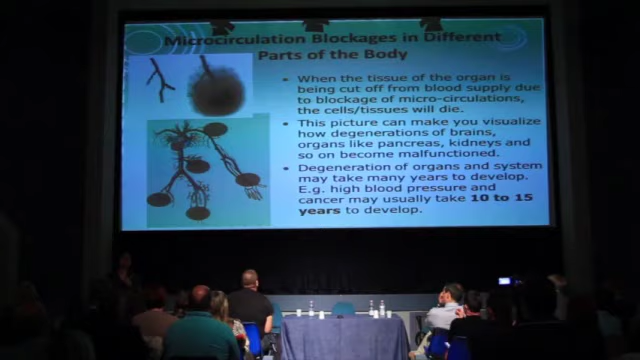 Microcirculation Blockages in Different
Parts of the Body
• When the tissue of the organ is
being cut off from blood supply due
to blockage of micro-circulations,
the cells/tissues will die.
• This picture can make you visualize
how degenerations of brains,
organs like pancreas, kidneys and
so on become malfunctioned.
• Degeneration of organs and system
may take many years to develop.
E.g. high blood pressure and
cancer may usually take 10 to 15
years to develop.